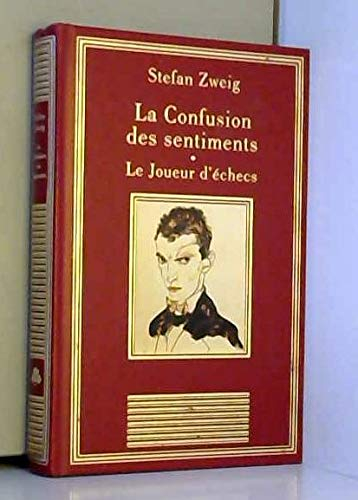 Stefan Zweig
La Confusion
des sentiments
•
Le Joueur d'échecs